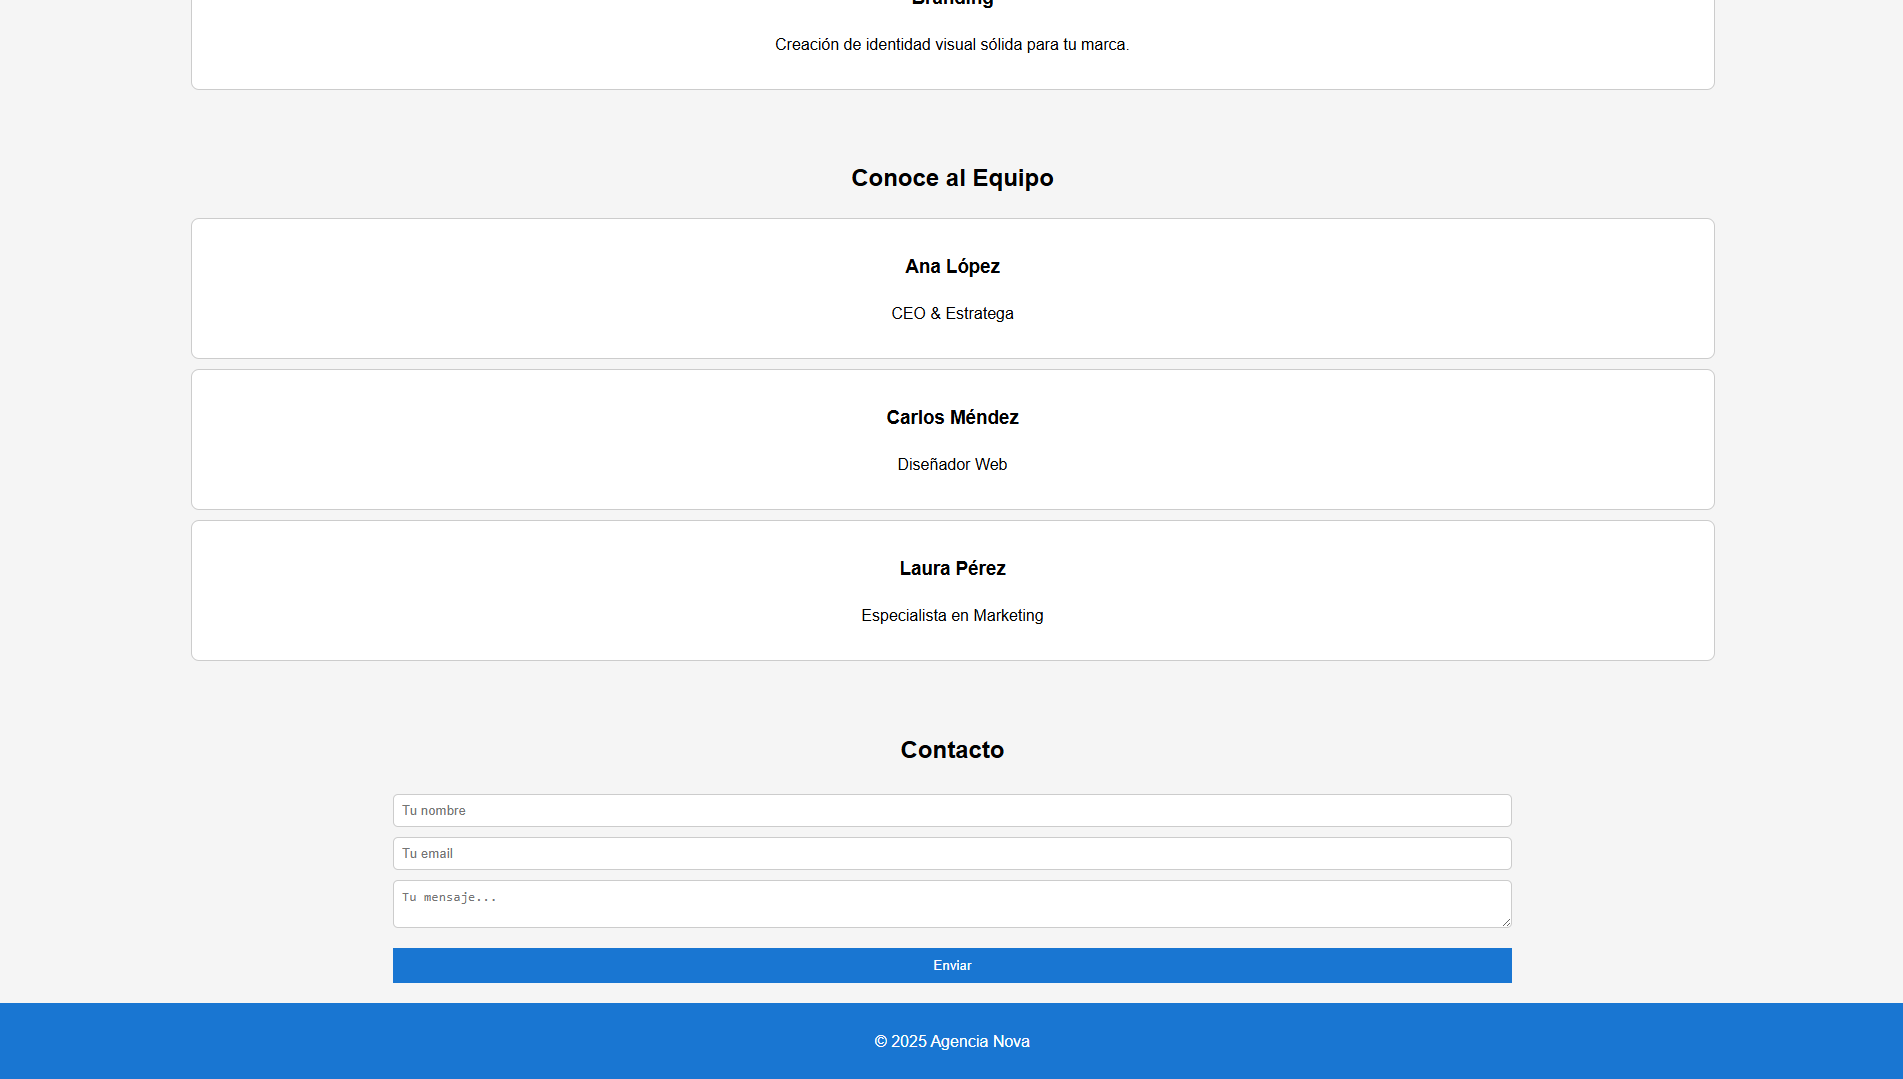 Branding
Creación de identidad visual sólida para tu marca.
Conoce al Equipo
Ana López
CEO & Estratega
Carlos Méndez
Diseñador Web
Laura Pérez
Especialista en Marketing
Contacto
Tu nombre
Tu email
Tu mensaje...
Enviar
© 2025 Agencia Nova